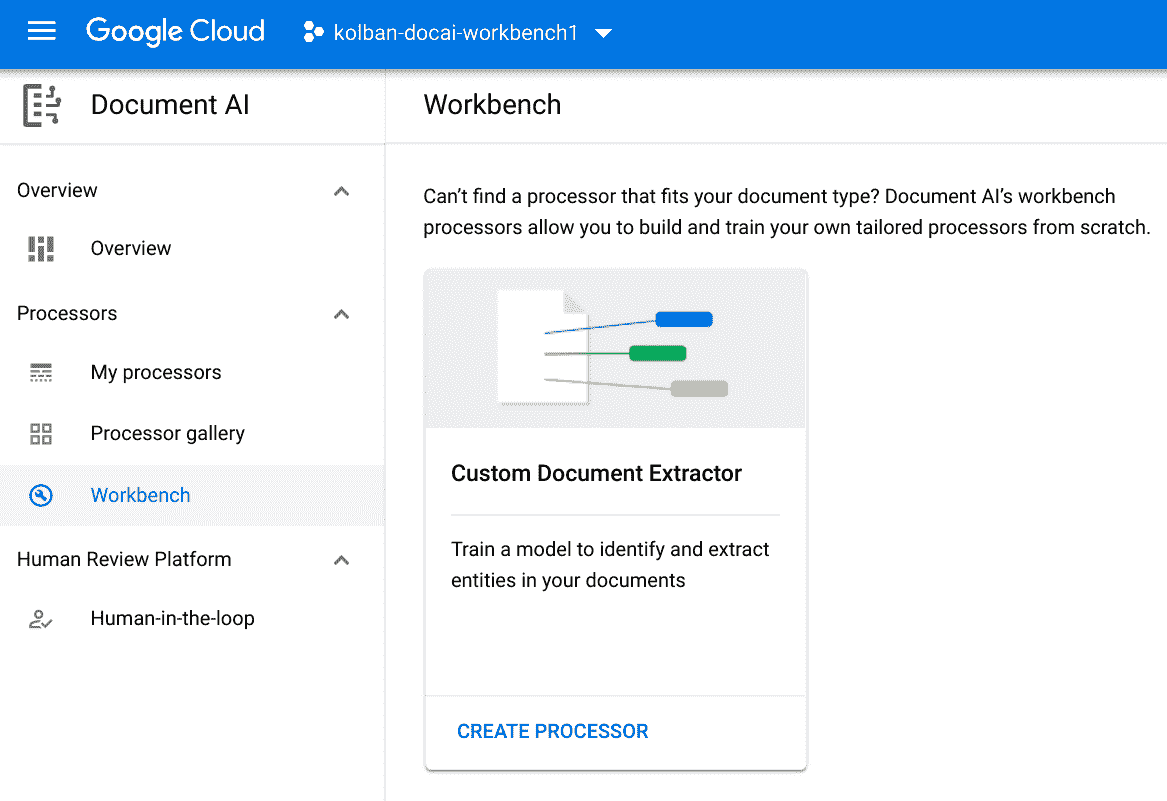 Google Cloud
kolban-docai-workbench1
Document AI
Workbench
Overview
Overview
Processors
My processors
Processor gallery
Workbench
Human Review Platform
Human-in-the-loop
Can’t find a processor that fits your document type? Document AI’s workbench
processors allow you to build and train your own tailored processors from scratch.
Custom Document Extractor
Train a model to identify and extract
entities in your documents
CREATE PROCESSOR